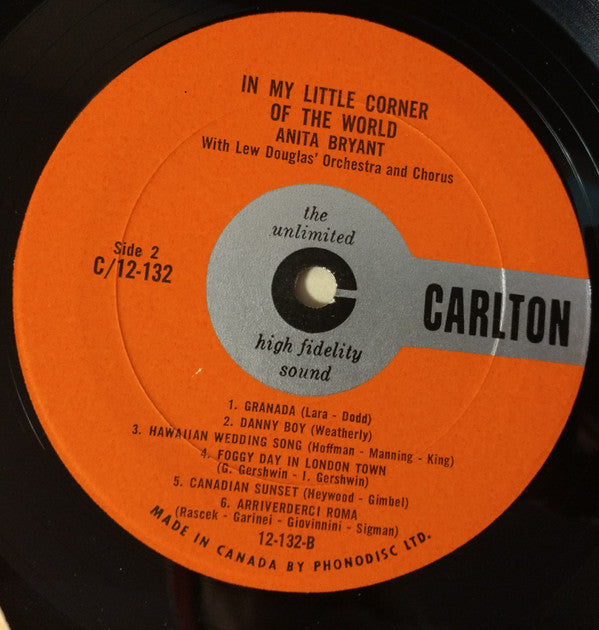 IN MY LITTLE CORNER
OF THE WORLD
ANITA BRYANT
With Lew Douglas' Orchestra and Chorus
the
unlimited
Side 2
C/12-132
CARLTON
high fidelity
sound
1. GRANADA (Lara - Dodd)
2. DANNY BOY (Weatherly)
3. HAWAIIAN WEDDING SONG (Hoffman - Manning - King)
4. FOGGY DAY IN LONDON TOWN
(G. Gershwin - I. Gershwin)
5. CANADIAN SUNSET (Heywood - Gimbel)
6. ARRIVERDERCI ROMA
(Rascek - Garinei - Giovinnini - Sigman)
12-132-B
MADE IN CANADA BY PHONODISC LTD.